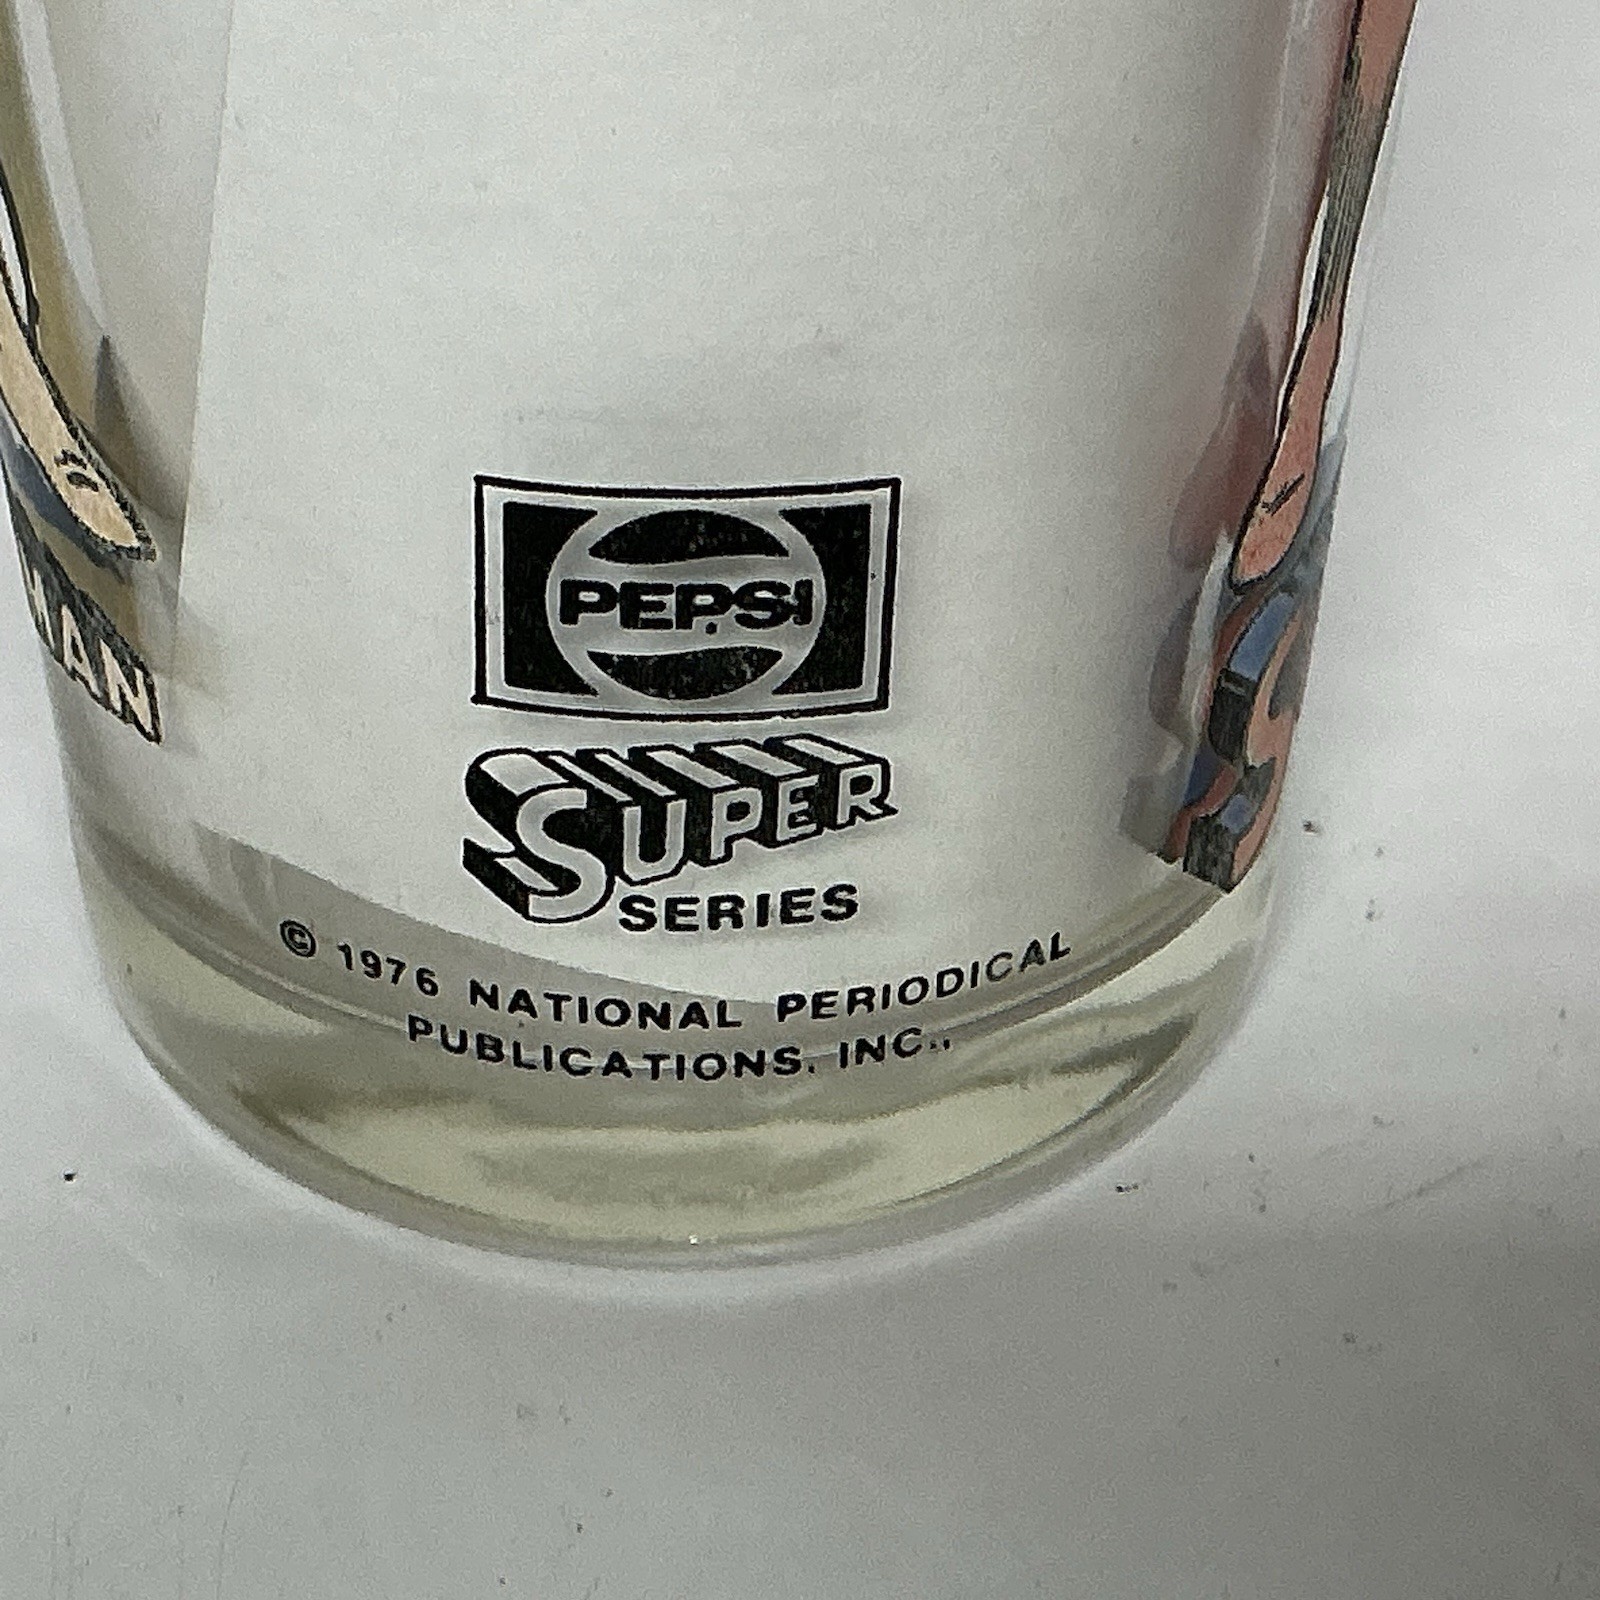 PEPSI
SUPER
SERIES
© 1976 NATIONAL PERIODICAL
PUBLICATIONS, INC..